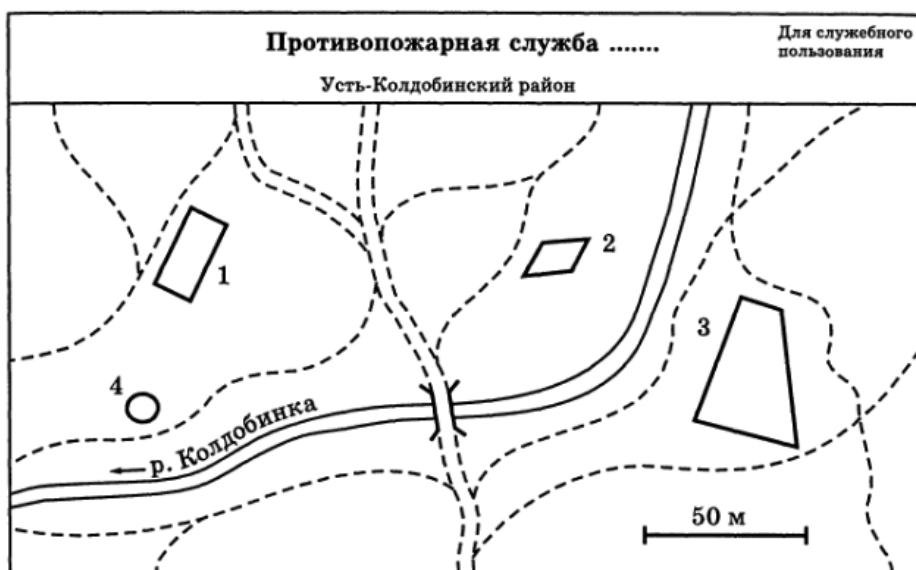 Противопожарная служба .......
Для служебного
пользования
Усть-Колдобинский район
1
2
3
4
р. Колдобинка
50 м